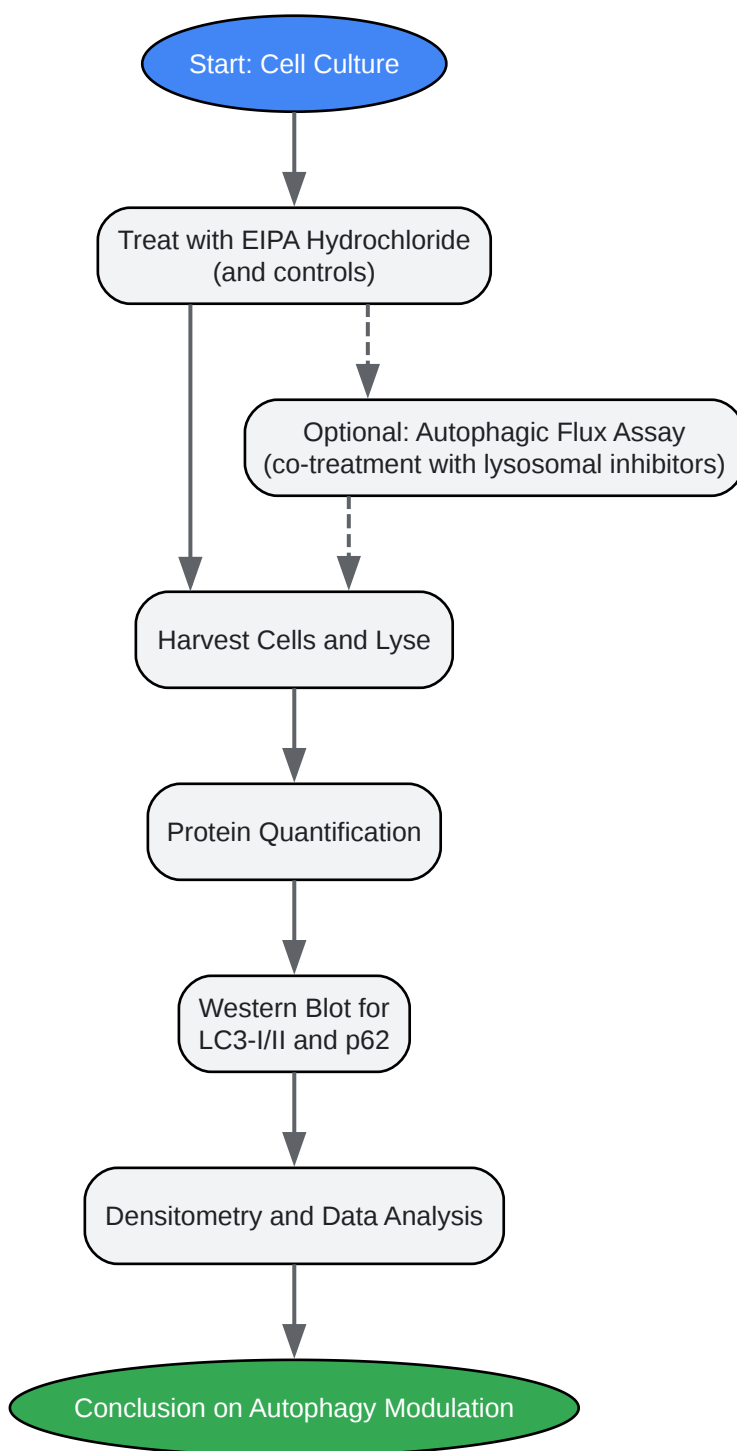 Start: Cell Culture
Treat with EIPA Hydrochloride
(and controls)
Optional: Autophagic Flux Assay
(co-treatment with lysosomal inhibitors)
Harvest Cells and Lyse
Protein Quantification
Western Blot for
LC3-I/II and p62
Densitometry and Data Analysis
Conclusion on Autophagy Modulation